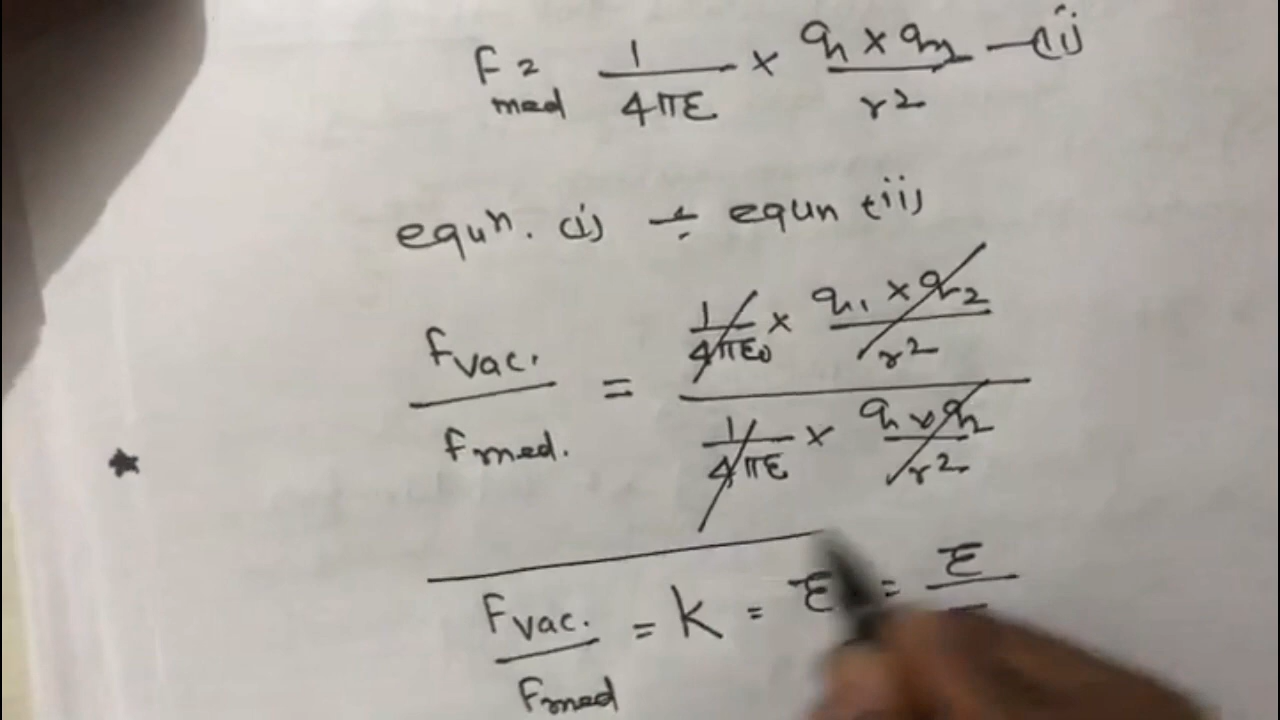 F = 1/4πε × q1 × q2/r² —(ii)
med
equⁿ. (i) ÷ equn (ii)
Fvac./Fmed. = 1/4πε0 × q1 × q2/r² / 1/4πε × q1 × q2/r²
Fvac./Fmed = K = ε = ε